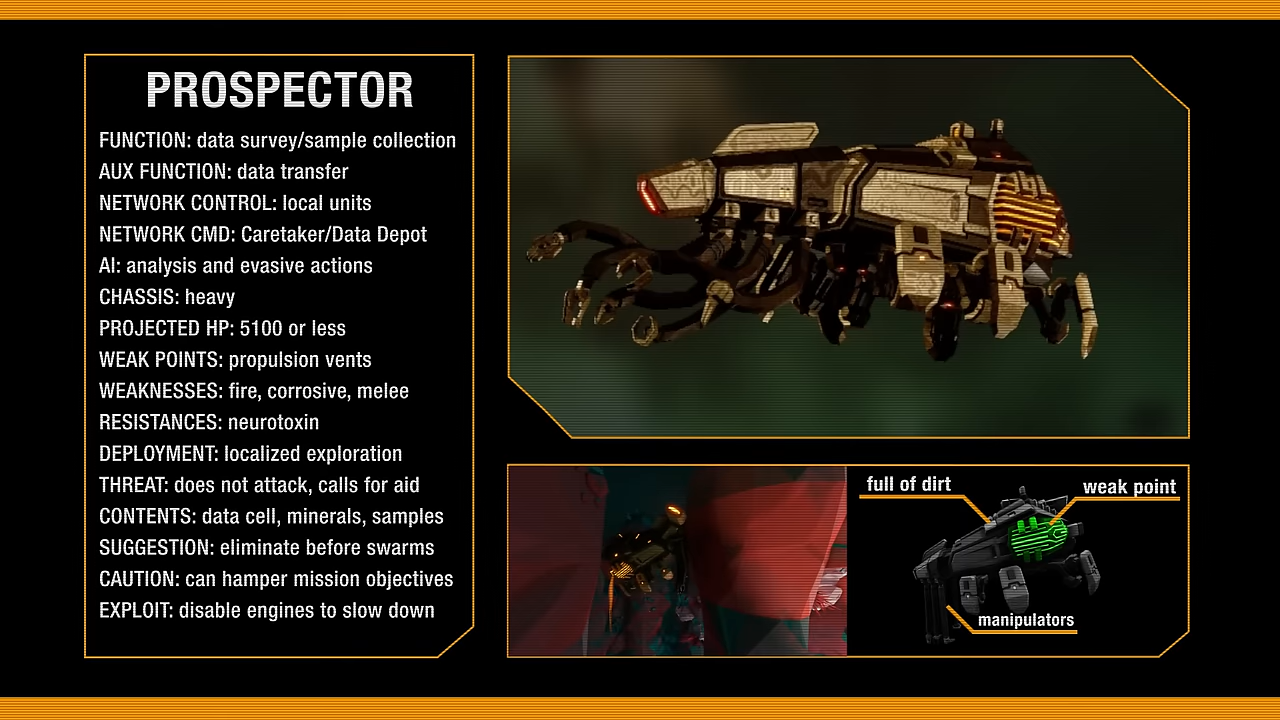 PROSPECTOR
FUNCTION: data survey/sample collection
AUX FUNCTION: data transfer
NETWORK CONTROL: local units
NETWORK CMD: Caretaker/Data Depot
AI: analysis and evasive actions
CHASSIS: heavy
PROJECTED HP: 5100 or less
WEAK POINTS: propulsion vents
WEAKNESSES: fire, corrosive, melee
RESISTANCES: neurotoxin
DEPLOYMENT: localized exploration
THREAT: does not attack, calls for aid
CONTENTS: data cell, minerals, samples
SUGGESTION: eliminate before swarms
CAUTION: can hamper mission objectives
EXPLOIT: disable engines to slow down
full of dirt
weak point
manipulators